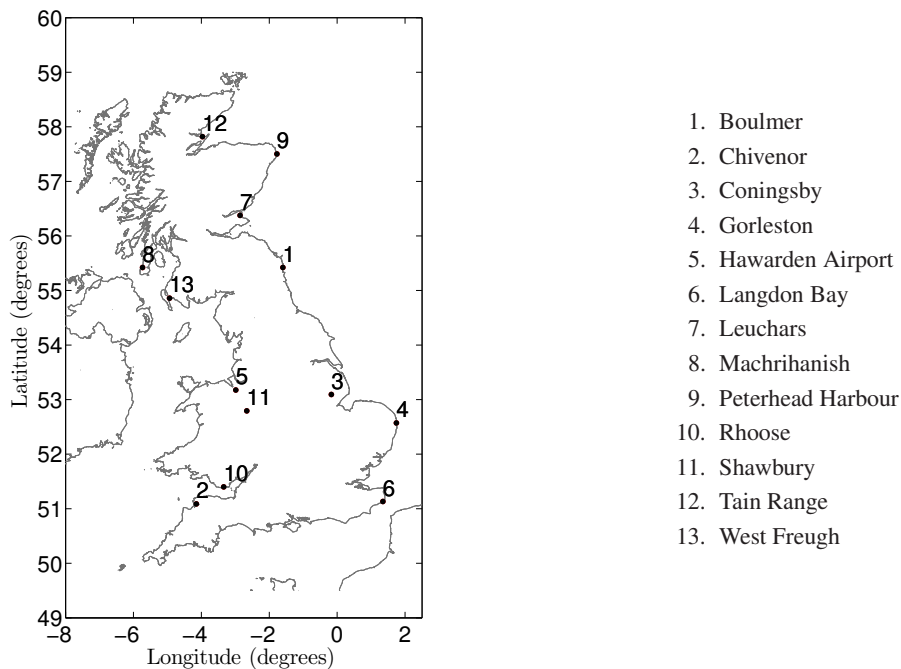 60
59
58
57
56
55
54
53
52
51
50
49
−8
−6
−4
−2
0
2
Latitude (degrees)
Longitude (degrees)
12
9
7
1
8
13
5
11
3
4
10
2
6
1. Boulmer
2. Chivenor
3. Coningsby
4. Gorleston
5. Hawarden Airport
6. Langdon Bay
7. Leuchars
8. Machrihanish
9. Peterhead Harbour
10. Rhoose
11. Shawbury
12. Tain Range
13. West Freugh